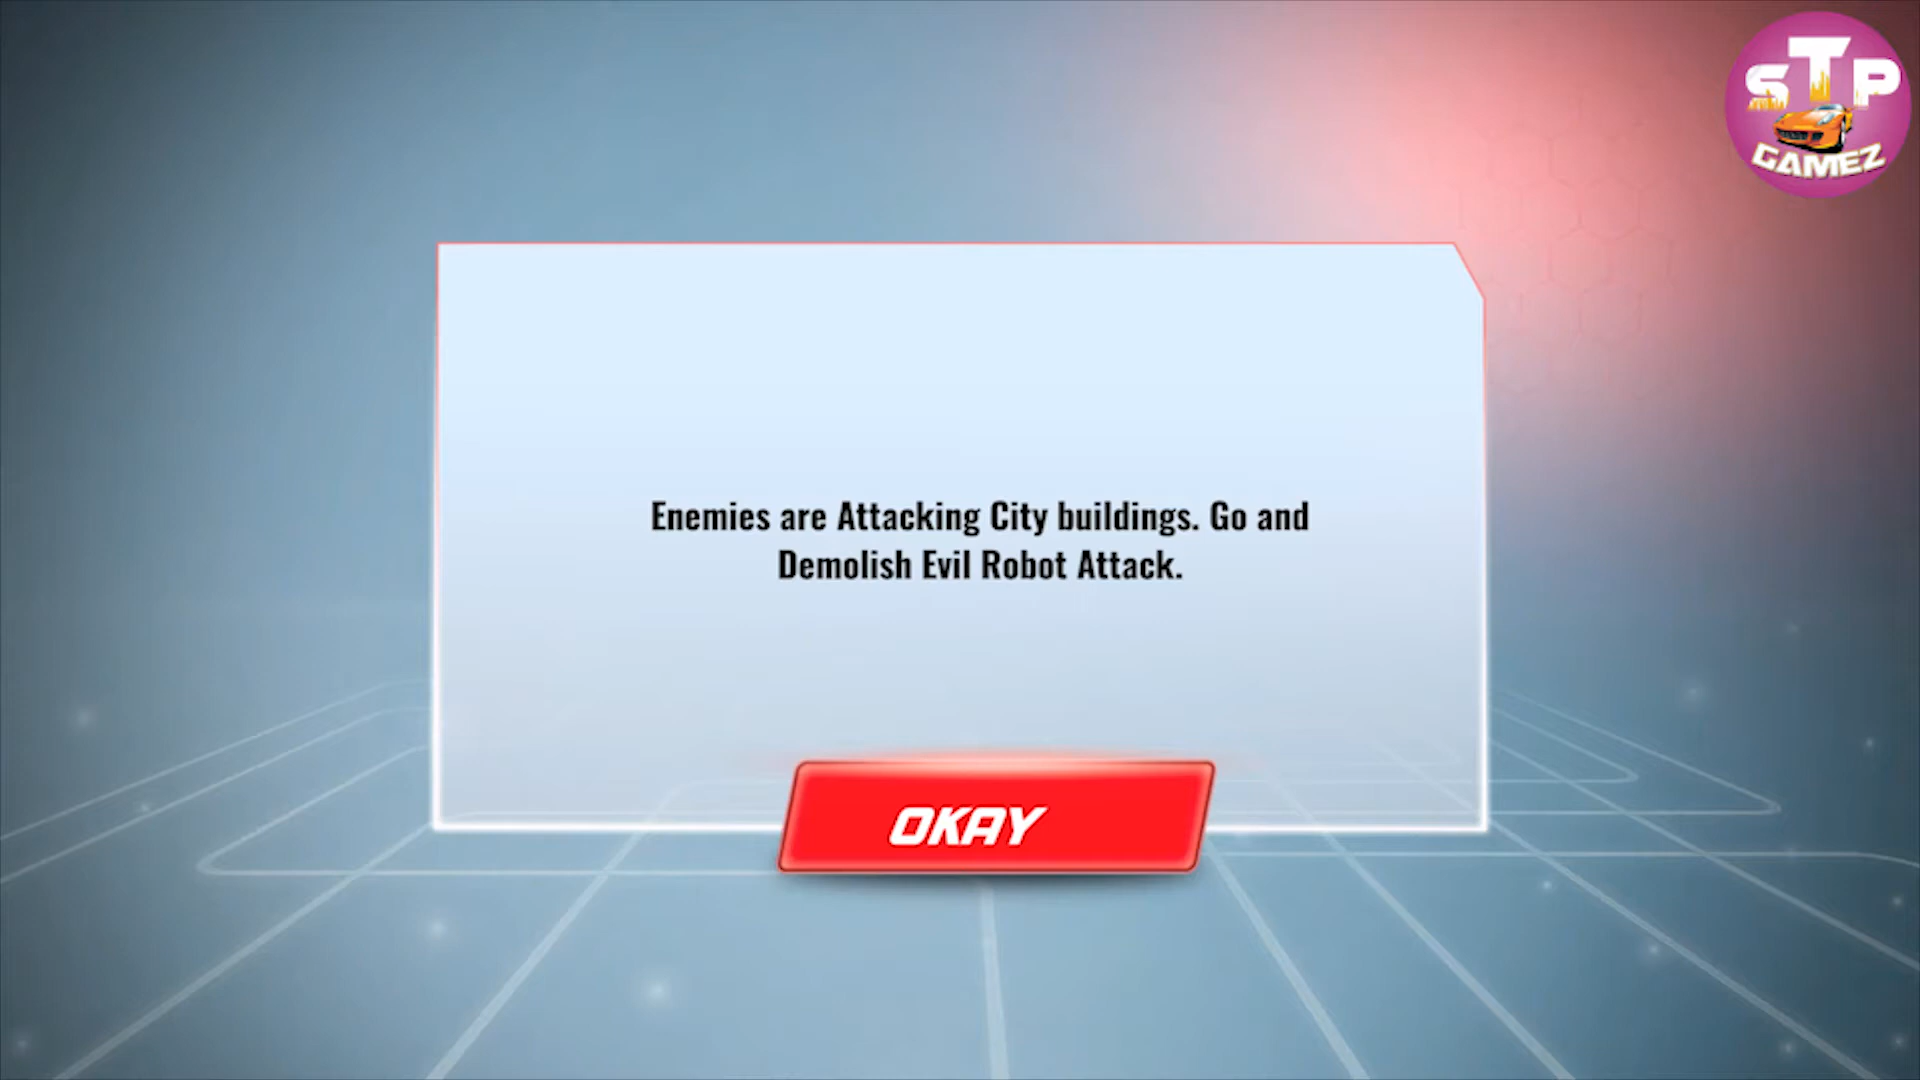 STP
GAMEZ
Enemies are Attacking City buildings. Go and
Demolish Evil Robot Attack.
OKAY